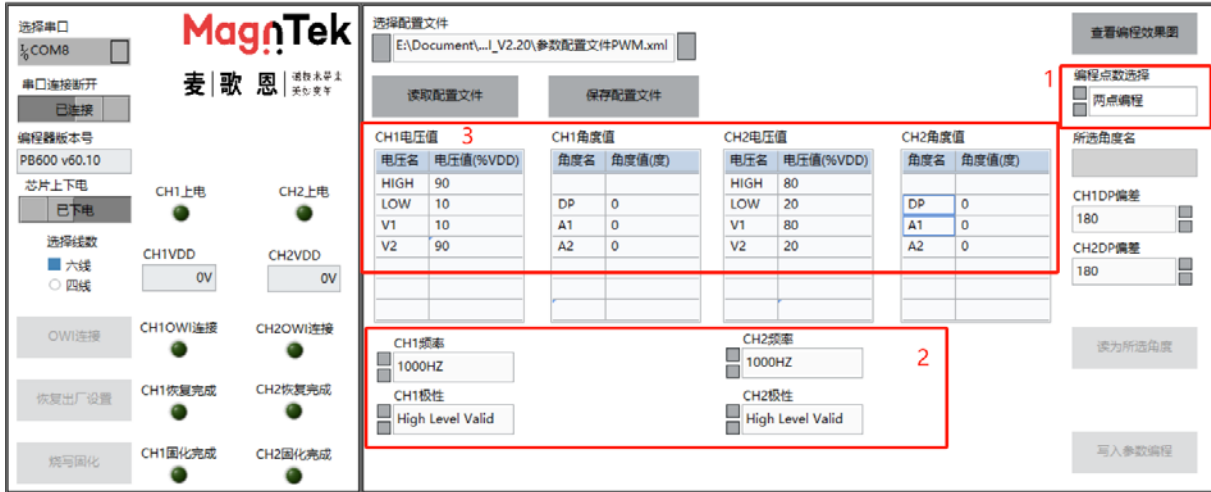 选择串口
COM8
串口连接断开
已连接
编程器版本号
PB600 v60.10
芯片上下电
已下电
选择线数
六线
四线
MagnTek
麦歌恩
CH1上电
CH2上电
CH1VDD
CH2VDD
0V
0V
OWI连接
CH1OWI连接
CH2OWI连接
恢复出厂设置
CH1恢复完成
CH2恢复完成
烧写固化
CH1固化完成
CH2固化完成
选择配置文件
E:\Document\...I_V2.20\参数配置文件PWM.xml
读取配置文件
保存配置文件
CH1电压值
3
CH1角度值
CH2电压值
CH2角度值
电压名 电压值(%VDD) 角度名 角度值(度) 电压名 电压值(%VDD) 角度名 角度值(度)
HIGH 90 HIGH 80
LOW 10 DP 0 LOW 20 DP 0
V1 10 A1 0 V1 80 A1 0
V2 90 A2 0 V2 20 A2 0
CH1频率
CH2频率
2
1000HZ
1000HZ
CH1极性
CH2极性
High Level Valid
High Level Valid
查看编程效果图
1
编程点数选择
两点编程
所选角度名
CH1DP偏差
180
CH2DP偏差
180
读为所选角度
写入参数编程